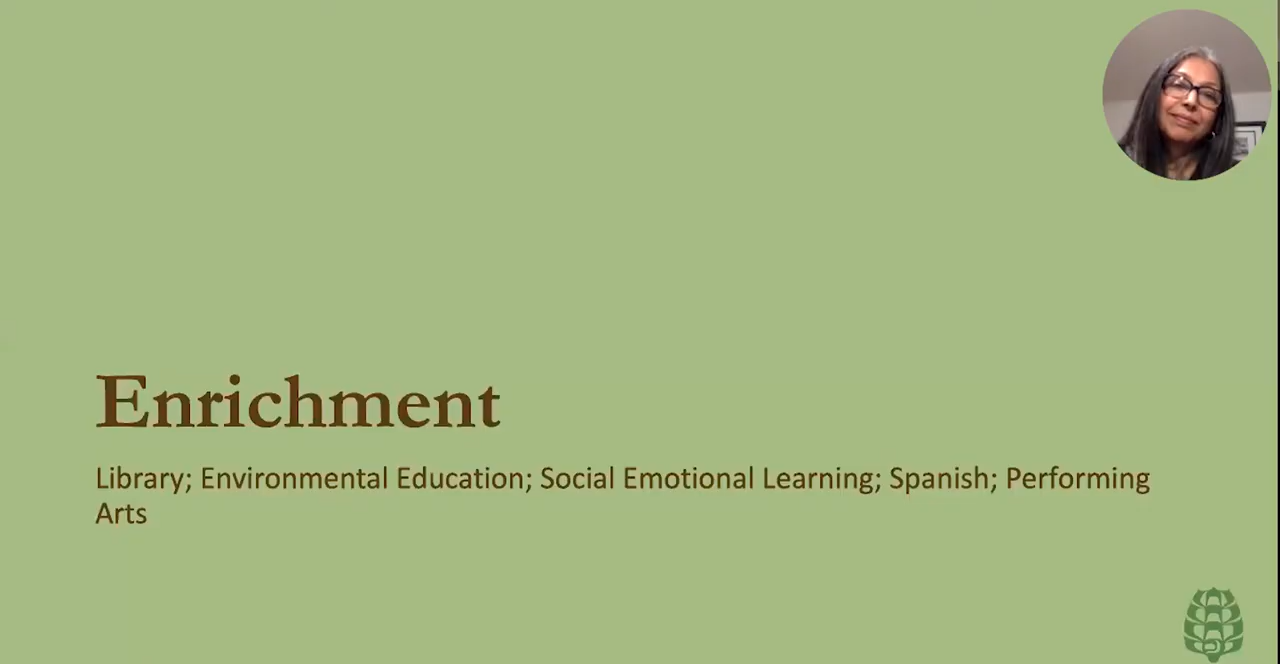 Enrichment
Library; Environmental Education; Social Emotional Learning; Spanish; Performing
Arts